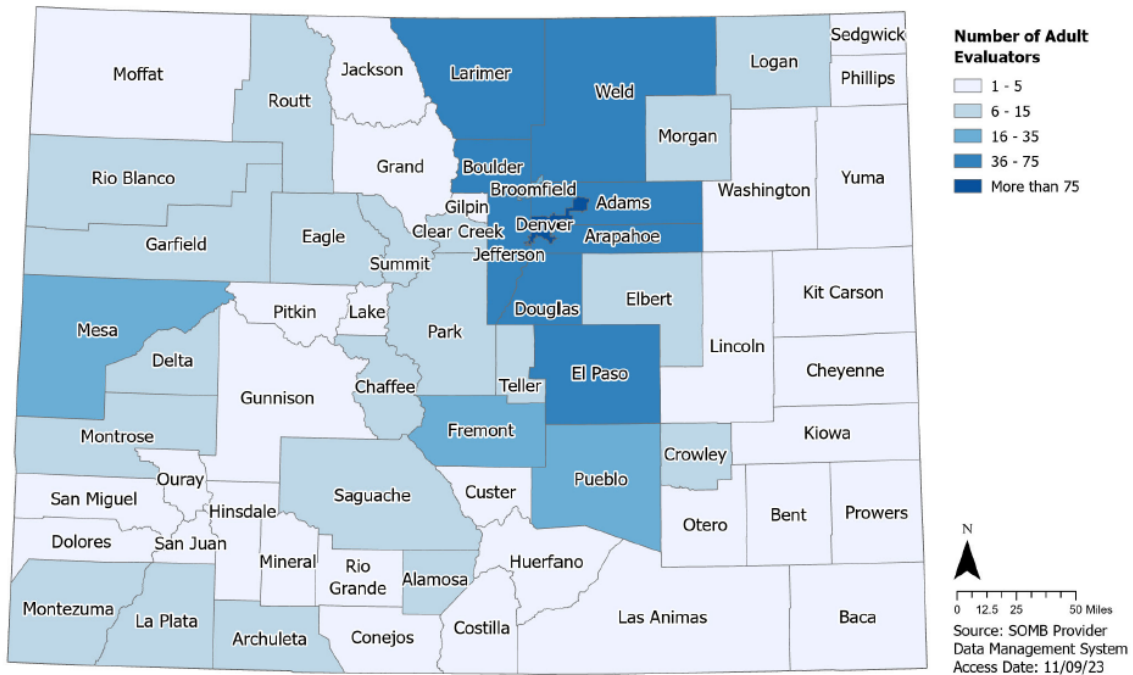 Sedgwick
Logan
Jackson
Larimer
Moffat
Phillips
Weld
Routt
Morgan
Grand
Boulder
Rio Blanco
Yuma
Broomfield
Washington
Gilpin
Adams
Denver
Clear Creek
Arapahoe
Eagle
Garfield
Jefferson
Summit
Kit Carson
Elbert
Pitkin
Lake
Douglas
Mesa
Park
Lincoln
Delta
Cheyenne
El Paso
Teller
Chaffee
Gunnison
Fremont
Kiowa
Montrose
Crowley
Ouray
Pueblo
Custer
Saguache
San Miguel
Hinsdale
Bent
Prowers
Otero
Dolores
San Juan
Mineral
Huerfano
Rio
Grande
Alamosa
Montezuma
La Plata
Las Animas
Baca
Costilla
Archuleta
Conejos
Number of Adult
Evaluators
1 - 5
6 - 15
16 - 35
36 - 75
More than 75
N
0 12.5 25 50 Miles
Source: SOMB Provider
Data Management System
Access Date: 11/09/23